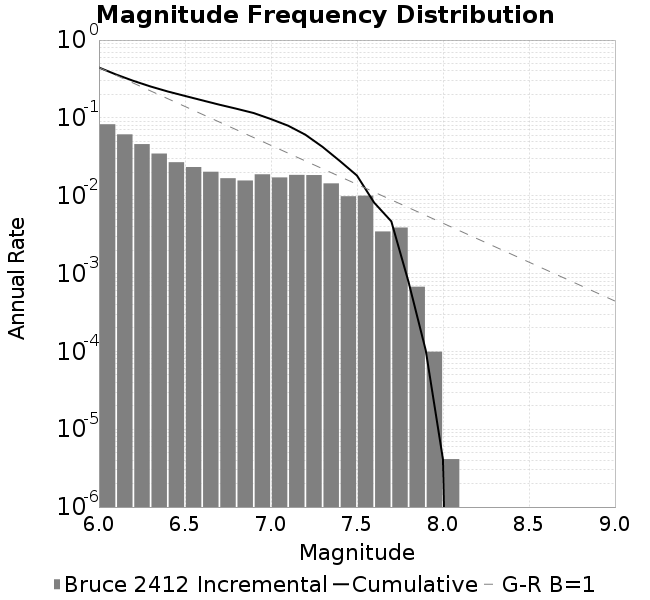 Magnitude Frequency Distribution
Annual Rate
10^0
10^-1
10^-2
10^-3
10^-4
10^-5
10^-6
6.0 6.5 7.0 7.5 8.0 8.5 9.0
Magnitude
Bruce 2412 Incremental Cumulative G-R B=1